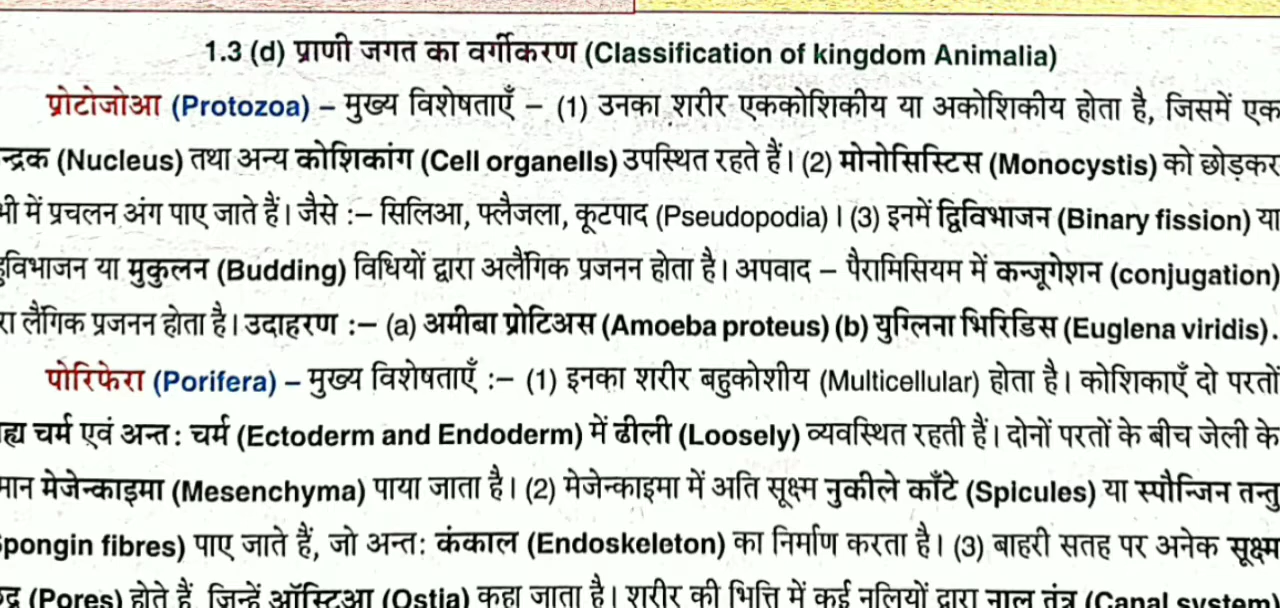 1.3 (d) प्राणी जगत का वर्गीकरण (Classification of kingdom Animalia)
प्रोटोजोआ (Protozoa) – मुख्य विशेषताएँ – (1) उनका शरीर एककोशिकीय या अकोशिकीय होता है, जिसमें एक
न्द्रक (Nucleus) तथा अन्य कोशिकांग (Cell organells) उपस्थित रहते हैं। (2) मोनोसिस्टिस (Monocystis) को छोड़कर
भी में प्रचलन अंग पाए जाते हैं। जैसे :– सिलिआ, फ्लैजला, कूटपाद (Pseudopodia) । (3) इनमें द्विविभाजन (Binary fission) या
हुविभाजन या मुकुलन (Budding) विधियों द्वारा अलैंगिक प्रजनन होता है। अपवाद – पैरामिसियम में कन्जूगेशन (conjugation)
रा लैंगिक प्रजनन होता है। उदाहरण :– (a) अमीबा प्रोटिअस (Amoeba proteus) (b) युग्लिना भिरिडिस (Euglena viridis).
पोरिफेरा (Porifera) – मुख्य विशेषताएँ :– (1) इनका शरीर बहुकोशीय (Multicellular) होता है। कोशिकाएँ दो परतों
ह्य चर्म एवं अन्त: चर्म (Ectoderm and Endoderm) में ढीली (Loosely) व्यवस्थित रहती हैं। दोनों परतों के बीच जेली के
मान मेजेन्काइमा (Mesenchyma) पाया जाता है। (2) मेजेन्काइमा में अति सूक्ष्म नुकीले काँटे (Spicules) या स्पौन्जिन तन्तु
Spongin fibres) पाए जाते हैं, जो अन्त: कंकाल (Endoskeleton) का निर्माण करता है। (3) बाहरी सतह पर अनेक सूक्ष्म
द्र (Pores) होते हैं, जिन्हें ऑस्टिआ (Ostia) कहा जाता है। शरीर की भित्ति में कई नलियों द्वारा नाल तंत्र (Canal system)